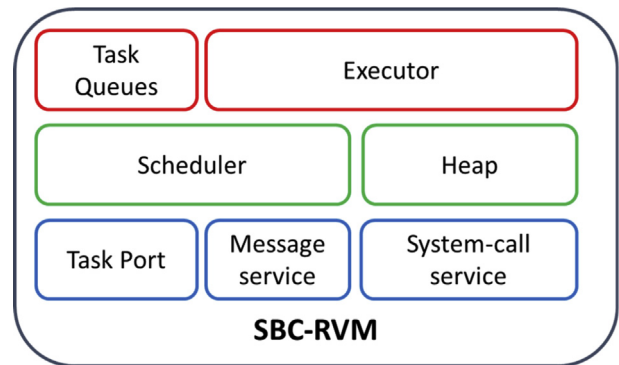 Task
Queues
Executor
Scheduler
Heap
Task Port
Message
service
System-call
service
SBC-RVM